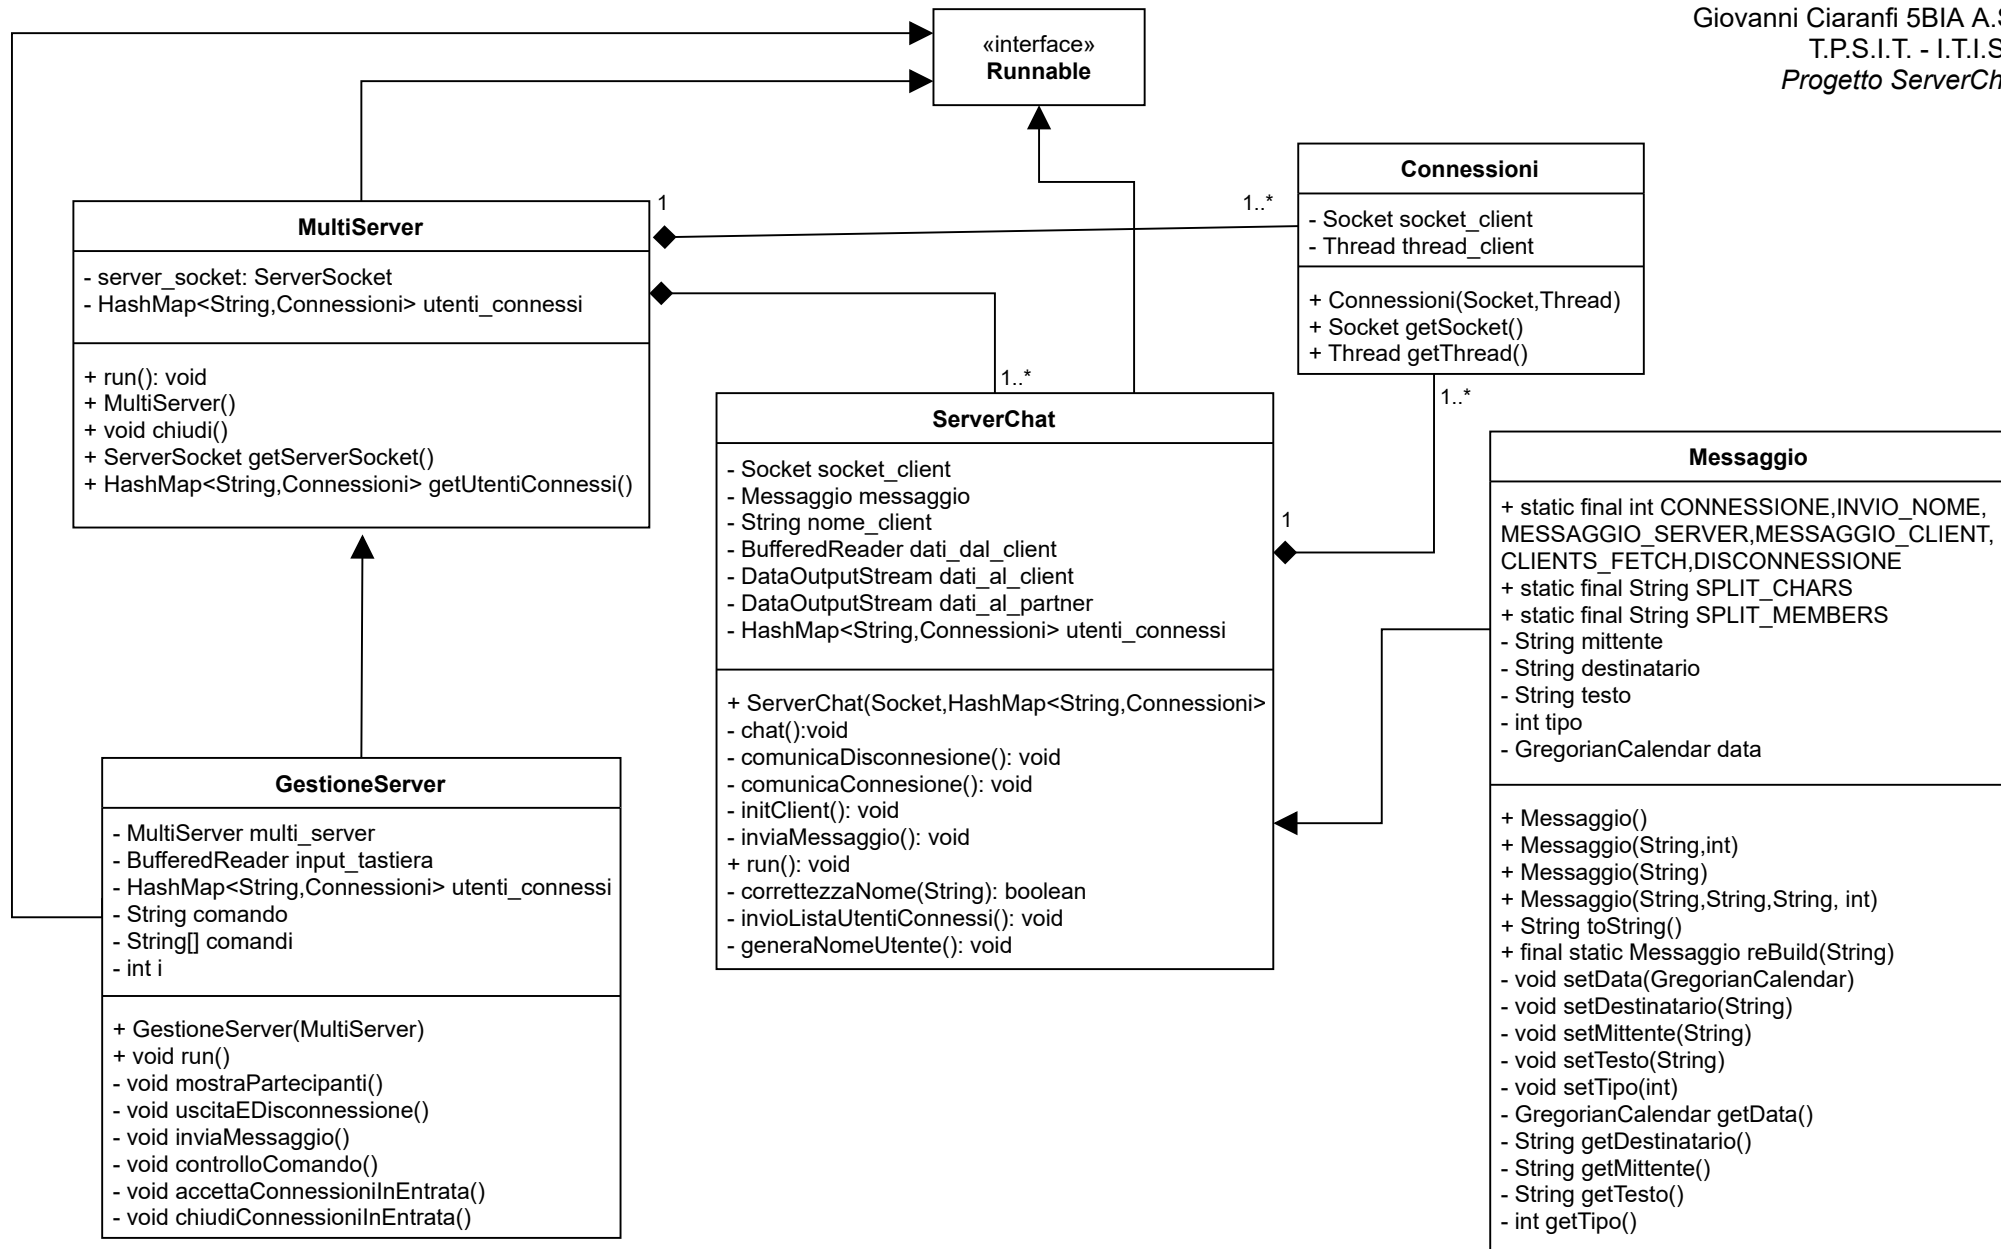 Giovanni Ciaranfi 5BIA A.S
T.P.S.I.T. - I.T.I.S
Progetto ServerCh
«interface»
Runnable
MultiServer
- server_socket: ServerSocket
- HashMap<String,Connessioni> utenti_connessi
+ run(): void
+ MultiServer()
+ void chiudi()
+ ServerSocket getServerSocket()
+ HashMap<String,Connessioni> getUtentiConnessi()
1
1..*
1..*
Connessioni
- Socket socket_client
- Thread thread_client
+ Connessioni(Socket,Thread)
+ Socket getSocket()
+ Thread getThread()
1..*
1
ServerChat
- Socket socket_client
- Messaggio messaggio
- String nome_client
- BufferedReader dati_dal_client
- DataOutputStream dati_al_client
- DataOutputStream dati_al_partner
- HashMap<String,Connessioni> utenti_connessi
+ ServerChat(Socket,HashMap<String,Connessioni>
- chat():void
- comunicaDisconnesione(): void
- comunicaConnesione(): void
- initClient(): void
- inviaMessaggio(): void
+ run(): void
- correttezzaNome(String): boolean
- invioListaUtentiConnessi(): void
- generaNomeUtente(): void
Messaggio
+ static final int CONNESSIONE,INVIO_NOME,
MESSAGGIO_SERVER,MESSAGGIO_CLIENT,
CLIENTS_FETCH,DISCONNESSIONE
+ static final String SPLIT_CHARS
+ static final String SPLIT_MEMBERS
- String mittente
- String destinatario
- String testo
- int tipo
- GregorianCalendar data
+ Messaggio()
+ Messaggio(String,int)
+ Messaggio(String)
+ Messaggio(String,String,String, int)
+ String toString()
+ final static Messaggio reBuild(String)
- void setData(GregorianCalendar)
- void setDestinatario(String)
- void setMittente(String)
- void setTesto(String)
- void setTipo(int)
- GregorianCalendar getData()
- String getDestinatario()
- String getMittente()
- String getTesto()
- int getTipo()
GestioneServer
- MultiServer multi_server
- BufferedReader input_tastiera
- HashMap<String,Connessioni> utenti_connessi
- String comando
- String[] comandi
- int i
+ GestioneServer(MultiServer)
+ void run()
- void mostraPartecipanti()
- void uscitaEDisconnessione()
- void inviaMessaggio()
- void controlloComando()
- void accettaConnessioniInEntrata()
- void chiudiConnessioniInEntrata()